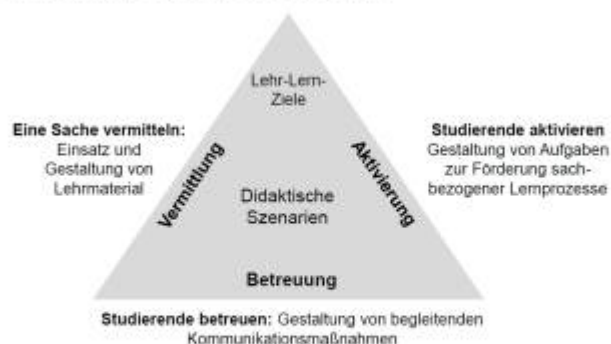 Lehr-Lern-
Ziele
Eine Sache vermitteln:
Einsatz und
Gestaltung von
Lehrmaterial
Vermittlung
Aktivierung
Studierende aktivieren
Gestaltung von Aufgaben
zur Förderung sach-
bezogener Lernprozesse
Didaktische
Szenarien
Betreuung
Studierende betreuen: Gestaltung von begleitenden
Kommunikationsmaßnahmen